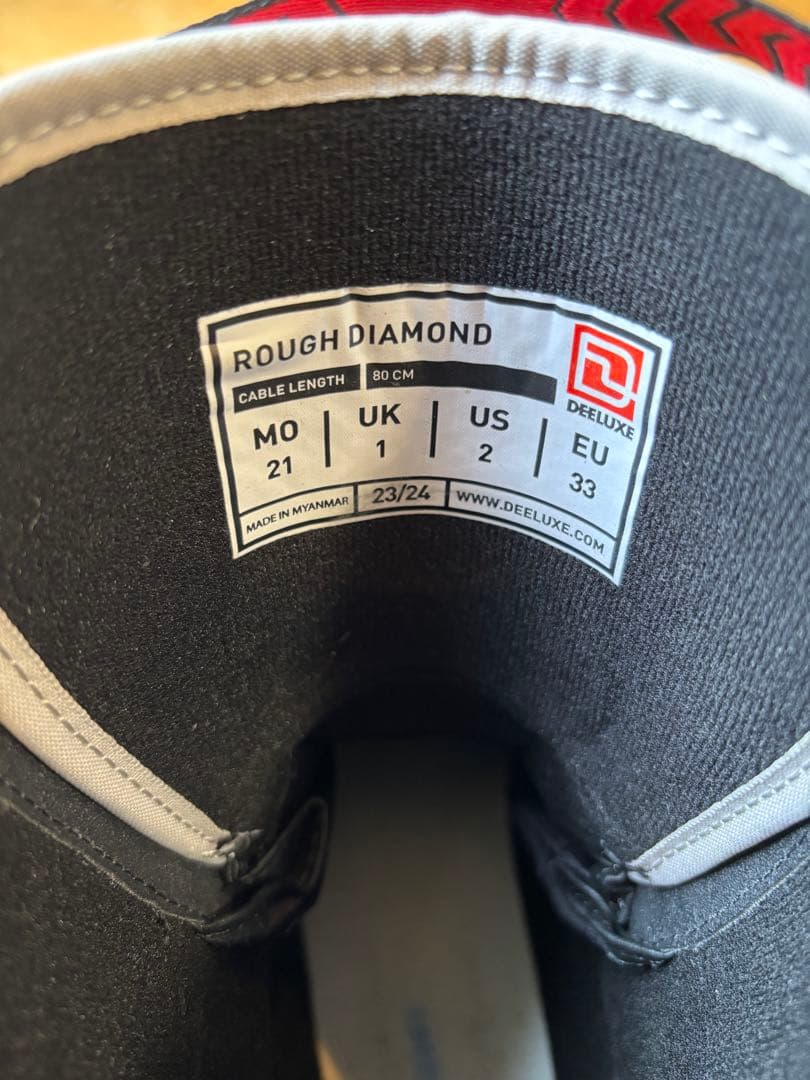 ROUGH DIAMOND
CABLE LENGTH 80 CM
DEELUXE
MO UK US EU
21 1 2 33
MADE IN MYANMAR 23/24 WWW.DEELUXE.COM